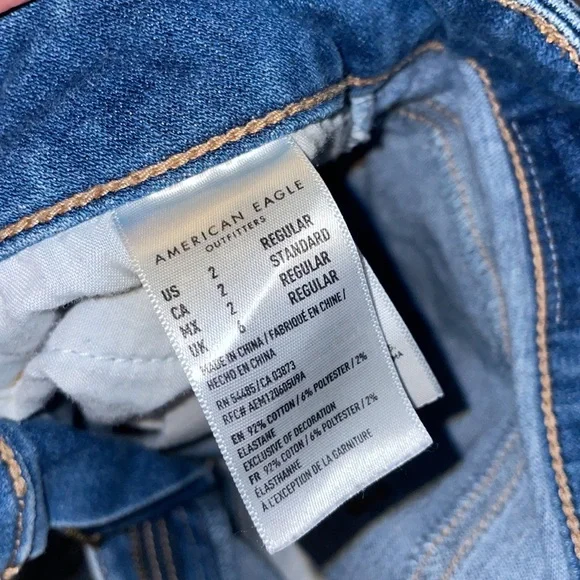 AMERICAN EAGLE
OUTFITTERS
US 2 REGULAR
CA 2 STANDARD
MX 2 REGULAR
UK 6 REGULAR
MADE IN CHINA / FABRIQUÉ EN CHINE /
HECHO EN CHINA
RN 54485/CA 03873
RFC# AEM1206050U9A
EN 92% COTTON / 6% POLYESTER / 2%
ELASTANE
EXCLUSIVE OF DECORATION
FR 92% COTON / 6% POLYESTER / 2%
ÉLASTHANNE
À L'EXCEPTION DE LA GARNITURE